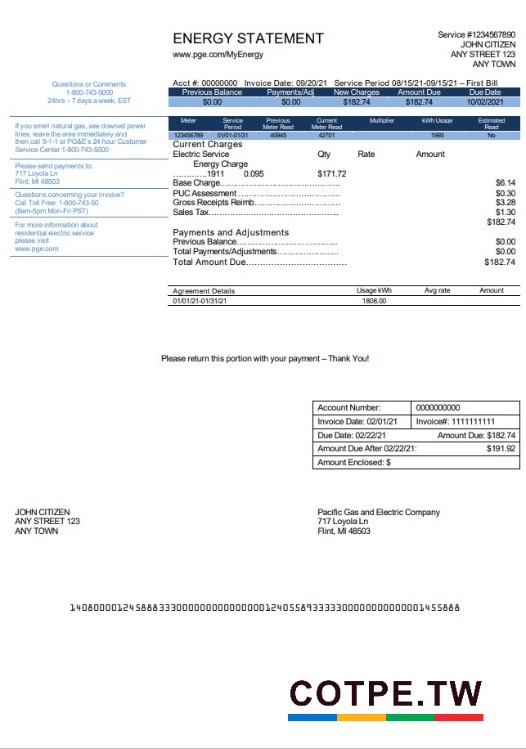 ENERGY STATEMENT
www.pge.com/MyEnergy
Service #1234567890
JOHN CITIZEN
ANY STREET 123
ANY TOWN
Questions or Comments
1-800-743-5000
24hrs – 7 days a week, EST
If you smell natural gas, see downed power
lines, leave the area immediately and
then call 9-1-1 or PG&E's 24 hour Customer
Service Center 1-800-743-5000
Please send payments to:
717 Loyola Ln
Flint, MI 48503
Questions concerning your invoice?
Call Toll Free: 1-800-743-50
(8am-5pm Mon-Fri PST)
For more information about
residential electric service
please visit
www.pge.com
Acct #: 00000000 Invoice Date: 09/20/21 Service Period 08/15/21-09/15/21 – First Bill
Previous Balance Payments/Adj New Charges Amount Due Due Date
$0.00 $0.00 $182.74 $182.74 10/02/2021
Meter Service Period Previous Meter Read Current Meter Read Multiplier kWh Usage Estimated Read
123456789 01/01-01/31 40945 42701 1993 No
Current Charges
Electric Service Qty Rate Amount
Energy Charge
............1911 0.095 $171.72
Base Charge........................................ $6.14
PUC Assessment................................ $0.30
Gross Receipts Reimb........................ $3.28
Sales Tax............................................ $1.30
$182.74
Payments and Adjustments
Previous Balance................................ $0.00
Total Payments/Adjustments.................... $0.00
Total Amount Due................................ $182.74
Agreement Details Usage kWh Avg rate Amount
01/01/21-01/31/21 1808.00
Please return this portion with your payment – Thank You!
Account Number: 0000000000
Invoice Date: 02/01/21 Invoice#: 1111111111
Due Date: 02/22/21 Amount Due: $182.74
Amount Due After 02/22/21: $191.92
Amount Enclosed: $
JOHN CITIZEN
ANY STREET 123
ANY TOWN
Pacific Gas and Electric Company
717 Loyola Ln
Flint, MI 48503
COTPE.TW